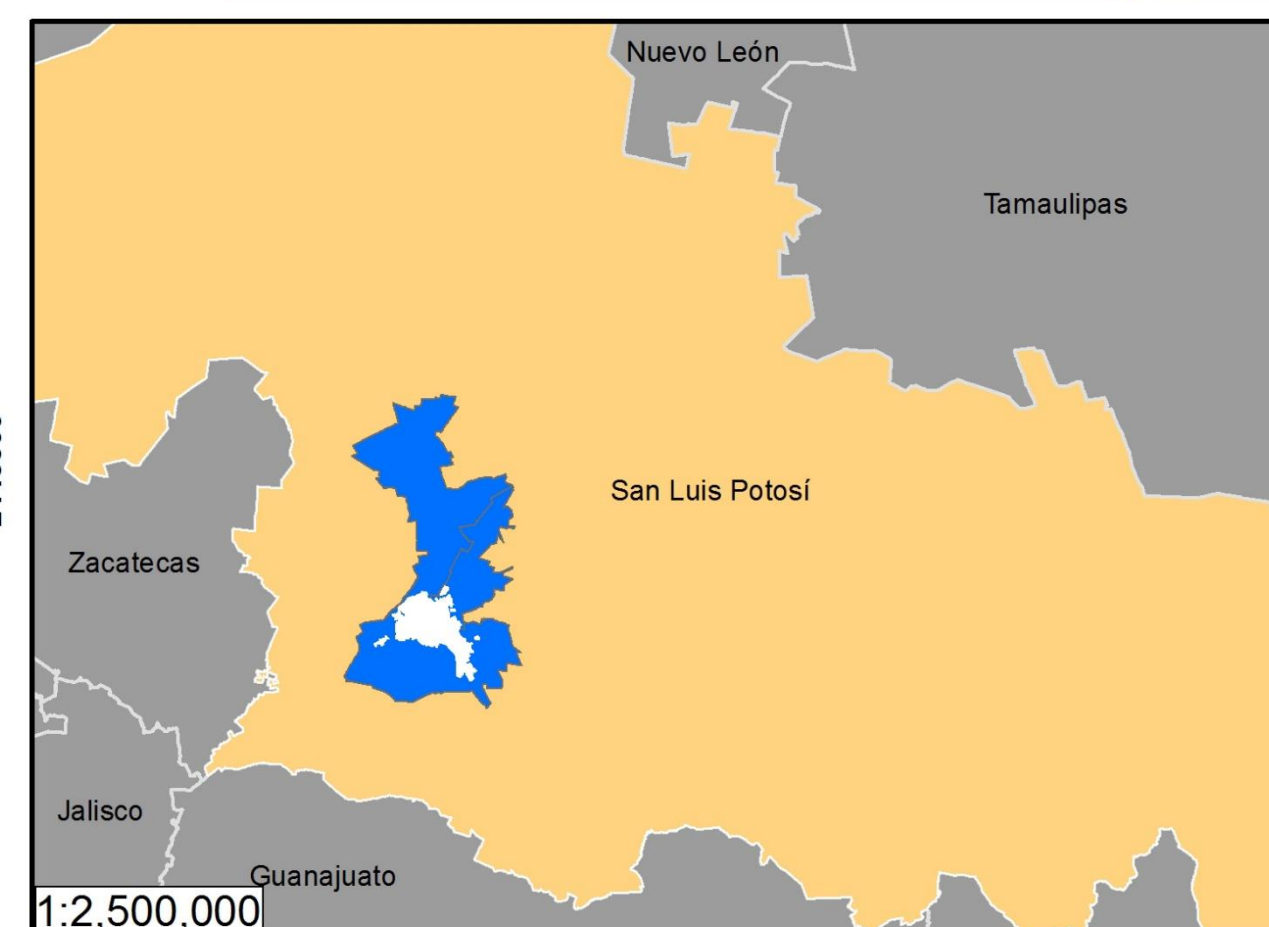 Nuevo León
Tamaulipas
San Luis Potosí
Zacatecas
Jalisco
Guanajuato
1:2,500,000